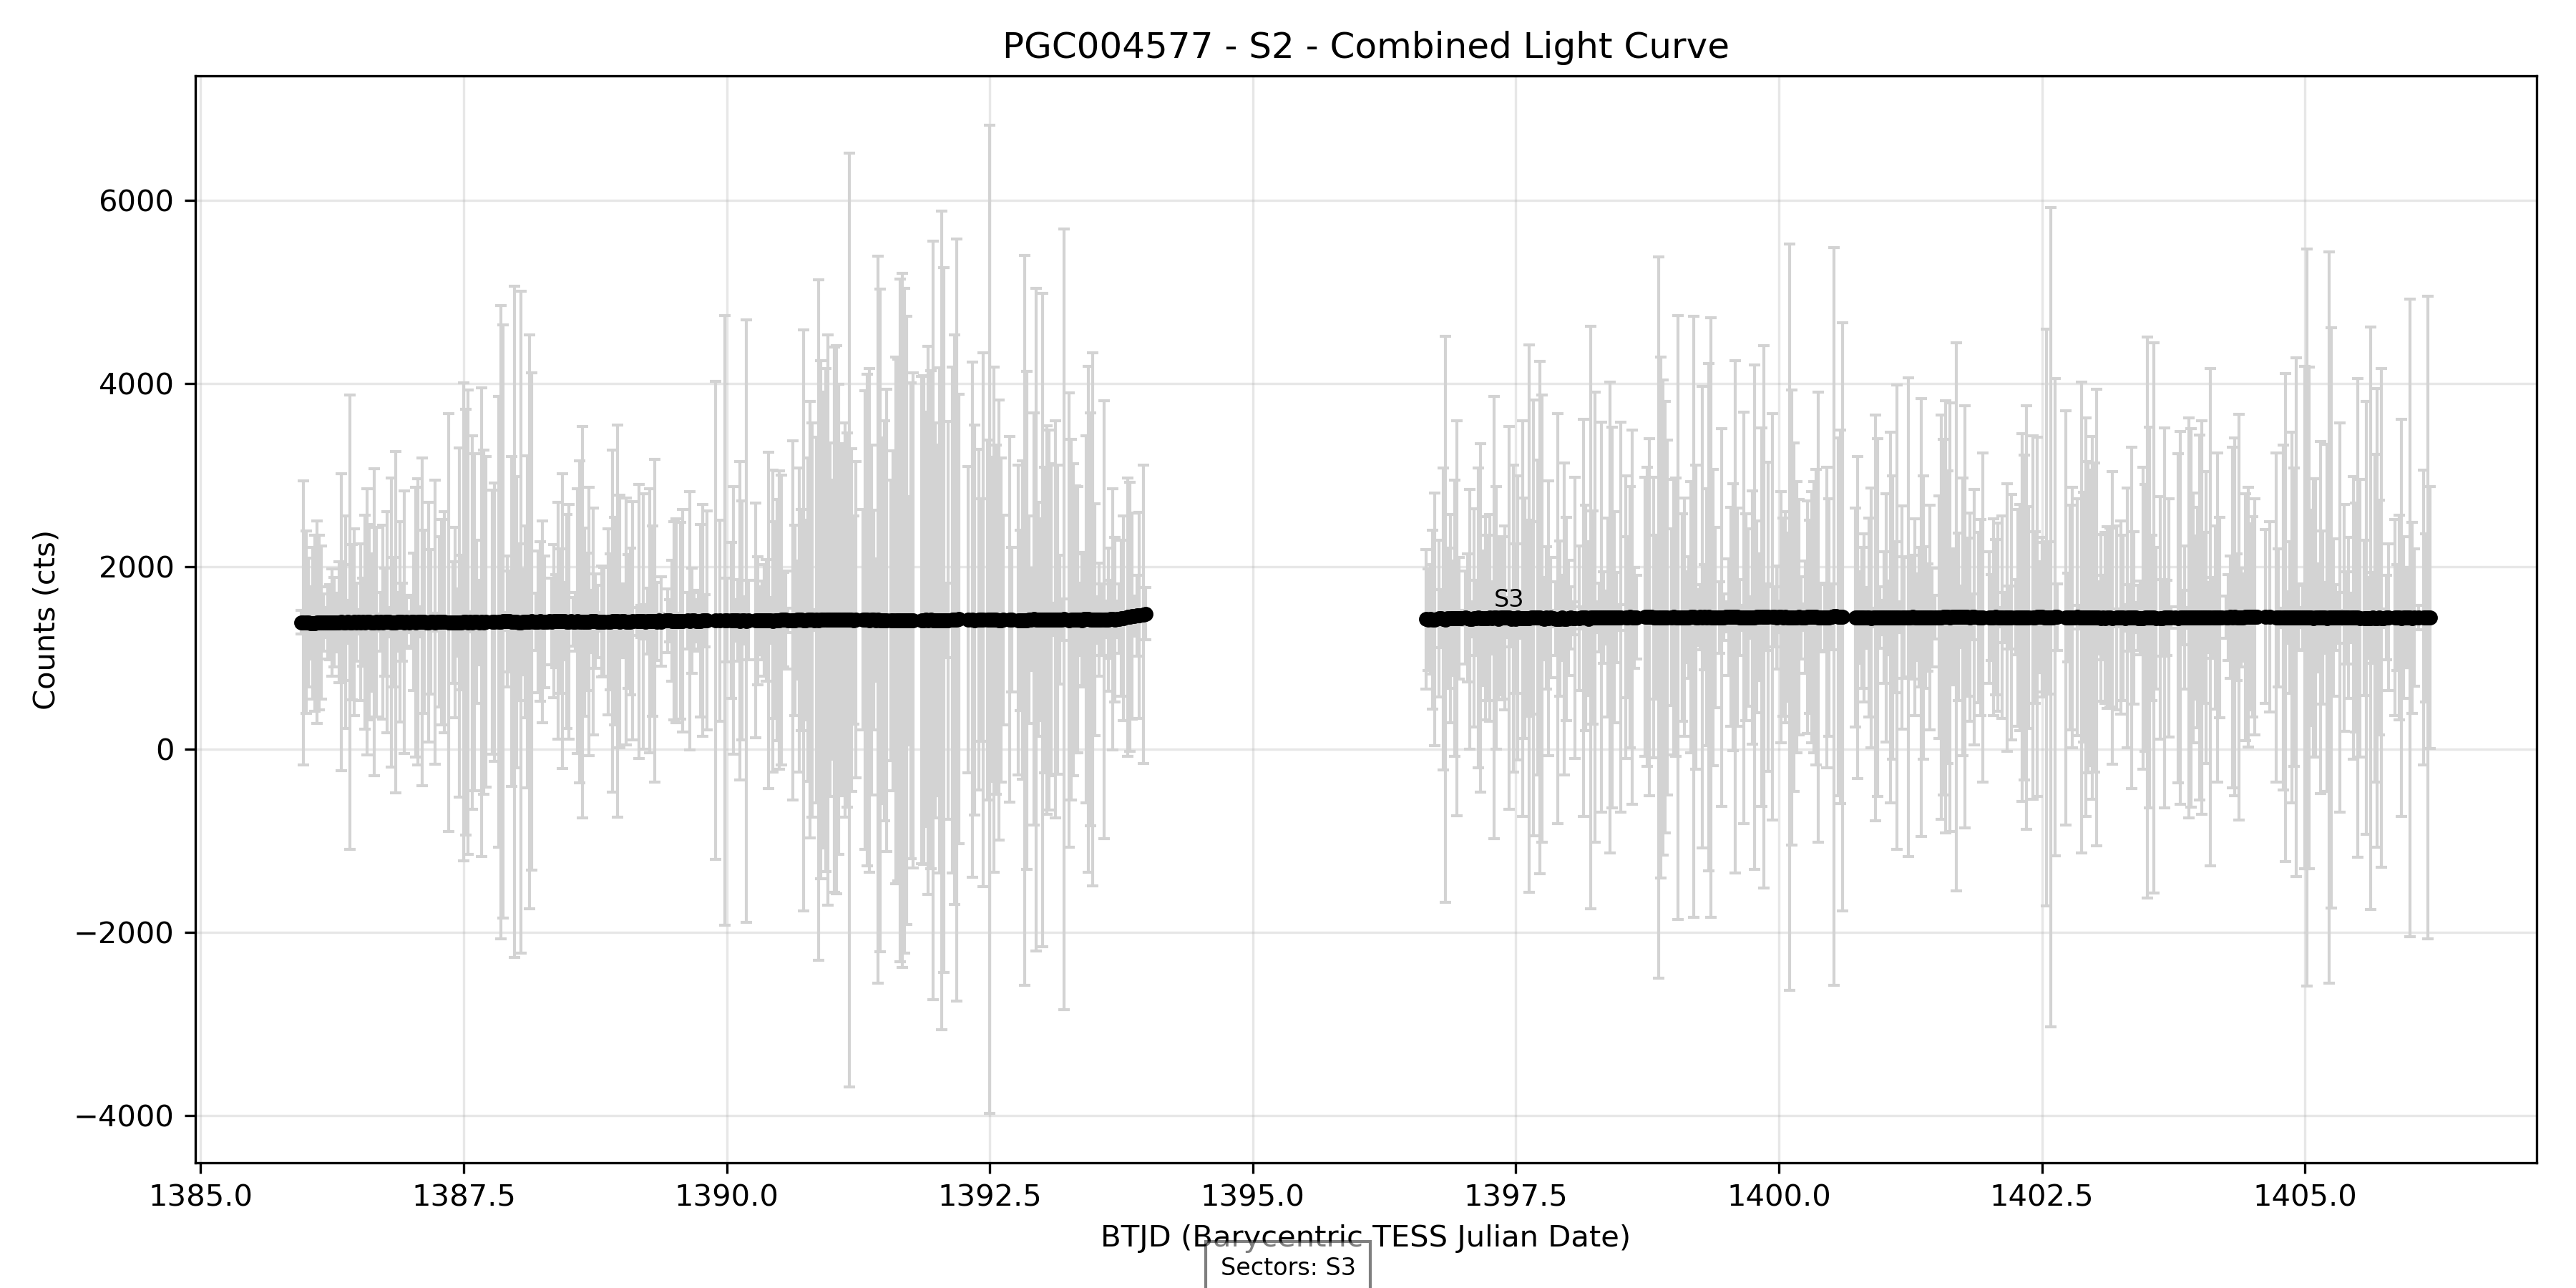 PGC004577 - S2 - Combined Light Curve
Counts (cts)
6000
4000
2000
0
−2000
−4000
S3
1385.0 1387.5 1390.0 1392.5 1395.0 1397.5 1400.0 1402.5 1405.0
BTJD (Barycentric TESS Julian Date)
Sectors: S3